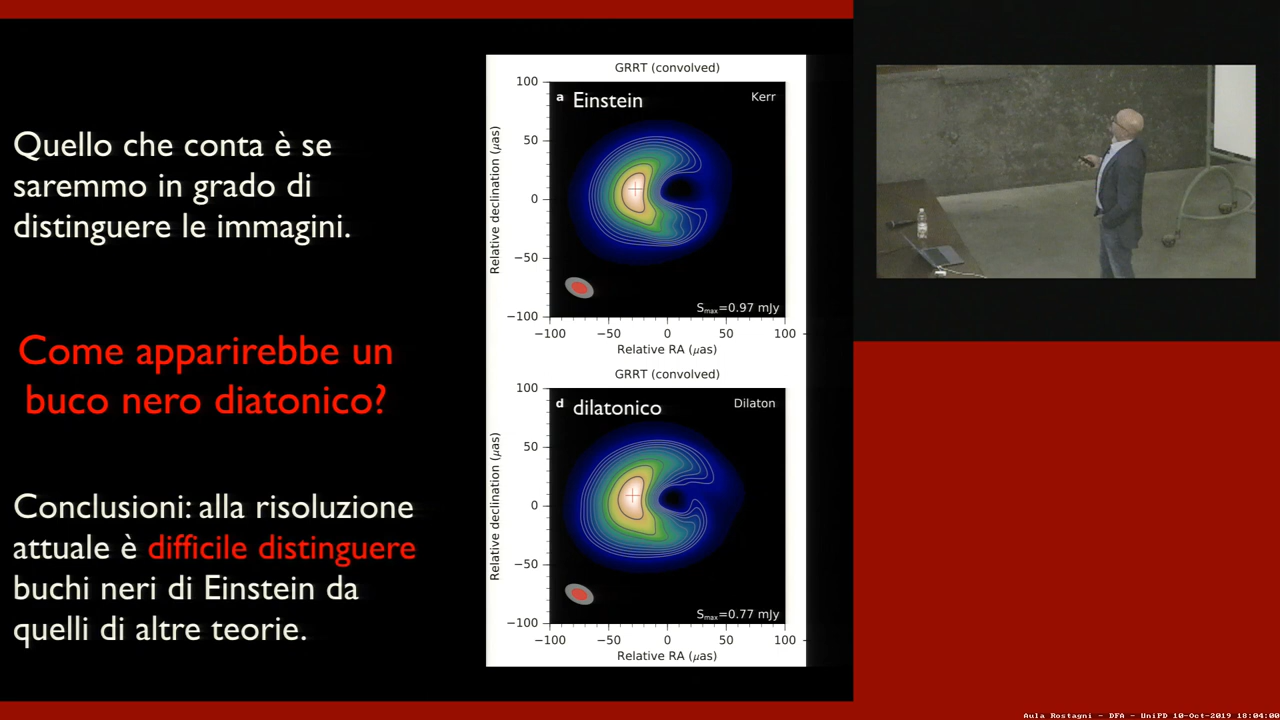 Quello che conta è se
saremmo in grado di
distinguere le immagini.
Come apparirebbe un
buco nero diatonico?
Conclusioni: alla risoluzione
attuale è difficile distinguere
buchi neri di Einstein da
quelli di altre teorie.
GRRT (convolved)
a Einstein Kerr
100
50
0
−50
−100
Relative declination (μas)
Smax=0.97 mJy
−100 −50 0 50 100
Relative RA (μas)
GRRT (convolved)
d dilatonico Dilaton
100
50
0
−50
−100
Relative declination (μas)
Smax=0.77 mJy
−100 −50 0 50 100
Relative RA (μas)
Aula Rostagni - DFA - UniPD 10-Oct-2019 18:04:00